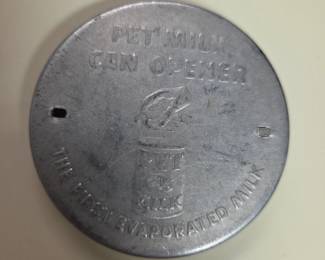 PET MILK
CAN OPENER
PET
MILK
THE FIRST EVAPORATED MILK